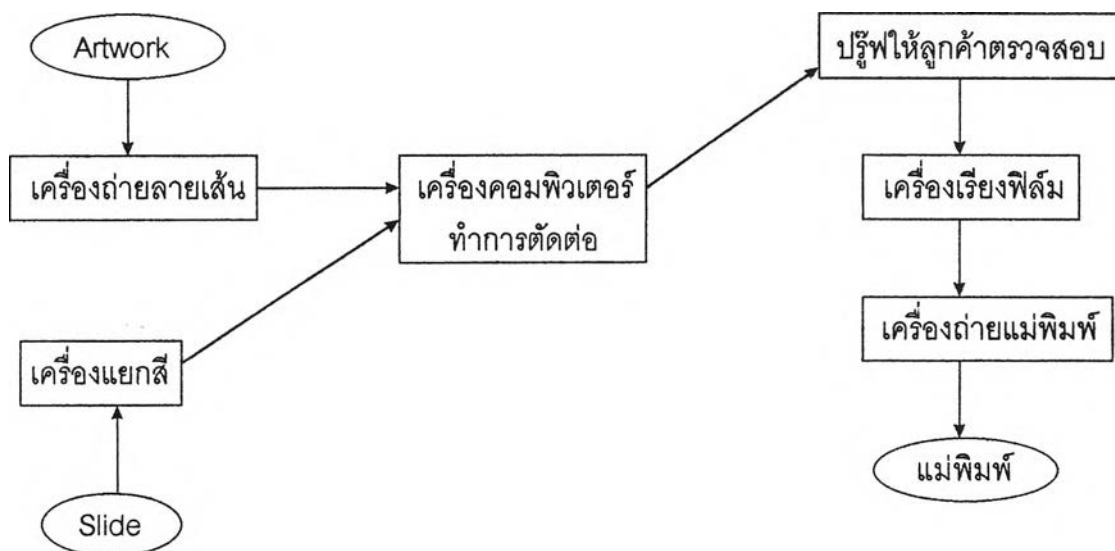 Artwork
เครื่องถ่ายลายเส้น
เครื่องแยกสี
Slide
เครื่องคอมพิวเตอร์
ทำการตัดต่อ
ปรู๊ฟให้ลูกค้าตรวจสอบ
เครื่องเรียงฟิล์ม
เครื่องถ่ายแม่พิมพ์
แม่พิมพ์